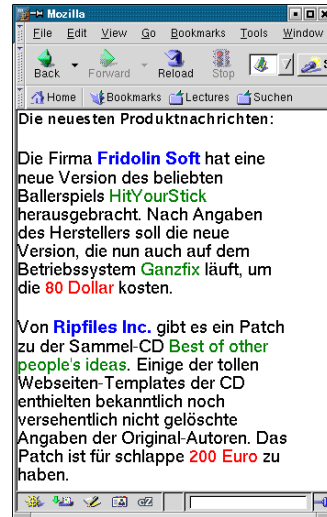 Mozilla
File Edit View Go Bookmarks Tools Window
Back Forward Reload Stop
Home Bookmarks Lectures Suchen
Die neuesten Produktnachrichten:
Die Firma Fridolin Soft hat eine
neue Version des beliebten
Ballerspiels HitYourStick
herausgebracht. Nach Angaben
des Herstellers soll die neue
Version, die nun auch auf dem
Betriebssystem Ganzfix läuft, um
die 80 Dollar kosten.
Von Ripfiles Inc. gibt es ein Patch
zu der Sammel-CD Best of other
people's ideas. Einige der tollen
Webseiten-Templates der CD
enthielten bekanntlich noch
versehentlich nicht gelöschte
Angaben der Original-Autoren. Das
Patch ist für schlappe 200 Euro zu
haben.